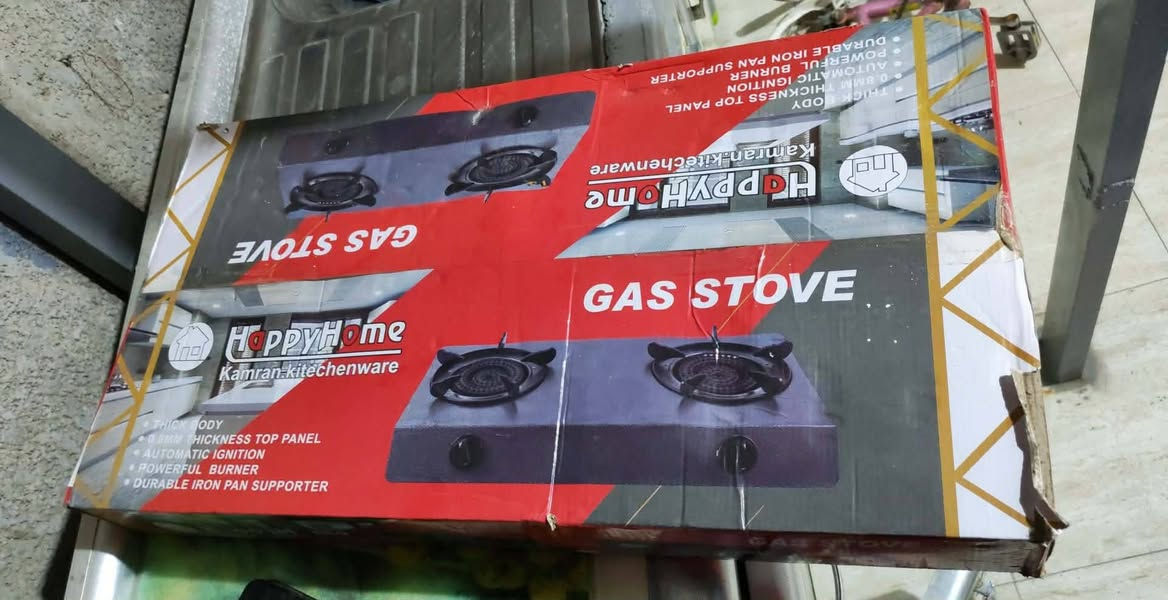 GAS STOVE
HappyHome
Kamran.kitechenware
• THICK BODY
• 0.8MM THICKNESS TOP PANEL
• AUTOMATIC IGNITION
• POWERFUL BURNER
• DURABLE IRON PAN SUPPORTER
GAS STOVE
HappyHome
Kamran.kitechenware
THICK BODY
• 0.8MM THICKNESS TOP PANEL
• AUTOMATIC IGNITION
• POWERFUL BURNER
• DURABLE IRON PAN SUPPORTER
GAS STOVE